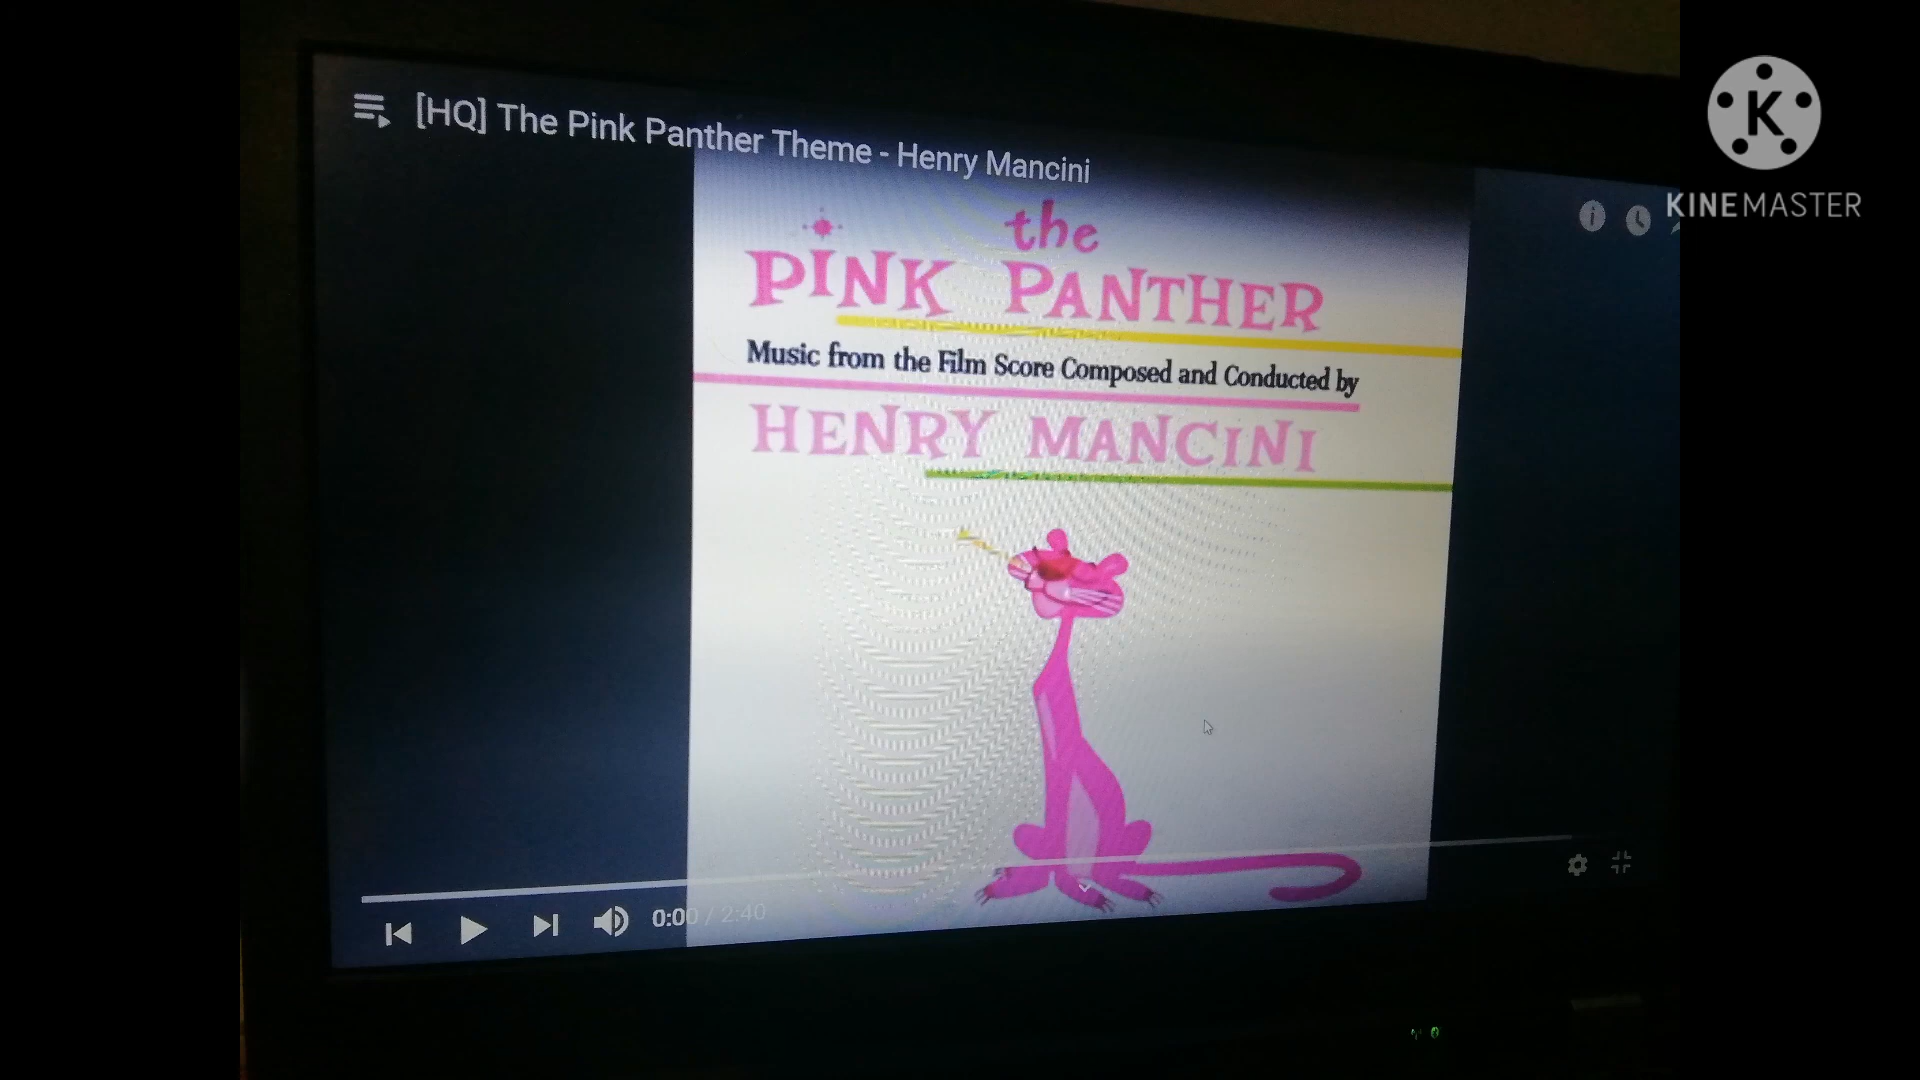 [HQ] The Pink Panther Theme - Henry Mancini
K
KINEMASTER
the
PINK PANTHER
Music from the Film Score Composed and Conducted by
HENRY MANCINI
0:00 / 2:40